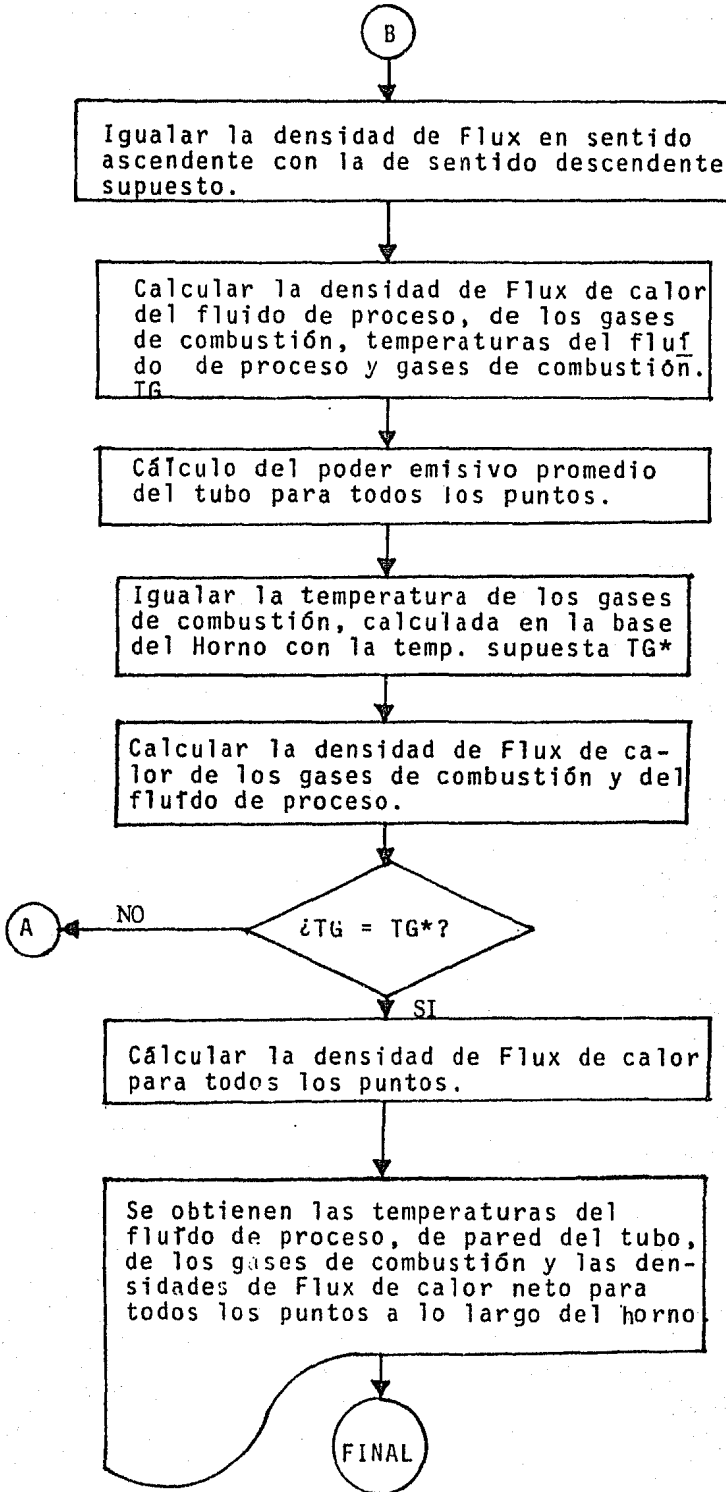 B
Igualar la densidad de Flux en sentido
ascendente con la de sentido descendente
supuesto.
Calcular la densidad de Flux de calor
del fluido de proceso, de los gases
de combustión, temperaturas del fluí
do de proceso y gases de combustión.
TG
Cálculo del poder emisivo promedio
del tubo para todos los puntos.
Igualar la temperatura de los gases
de combustión, calculada en la base
del Horno con la temp. supuesta TG*
Calcular la densidad de Flux de ca-
lor de los gases de combustión y del
fluído de proceso.
A
NO
¿TG = TG*?
SI
Cálcular la densidad de Flux de calor
para todos los puntos.
Se obtienen las temperaturas del
fluído de proceso, de pared del tubo,
de los gases de combustión y las den-
sidades de Flux de calor neto para
todos los puntos a lo largo del horno.
FINAL